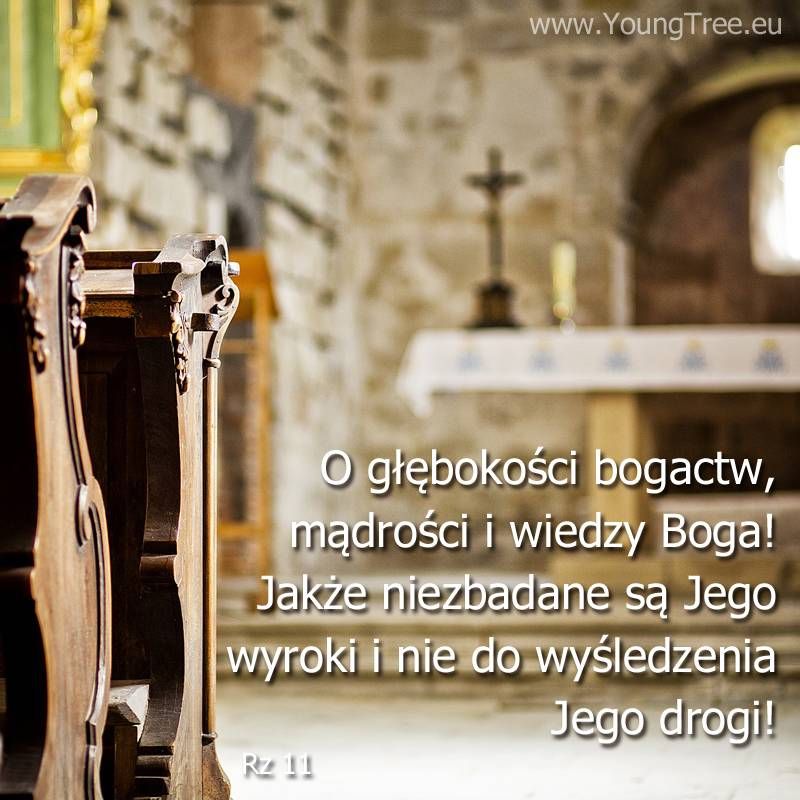 www.YoungTree.eu
O głębokości bogactw,
mądrości i wiedzy Boga!
Jakże niezbadane są Jego
wyroki i nie do wyśledzenia
Jego drogi!
Rz 11